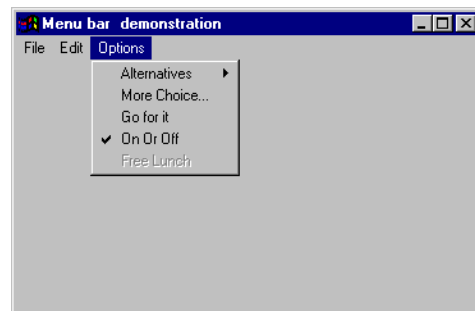 Menu bar  demonstration
File Edit Options
Alternatives
More Choice...
Go for it
On Or Off
Free Lunch